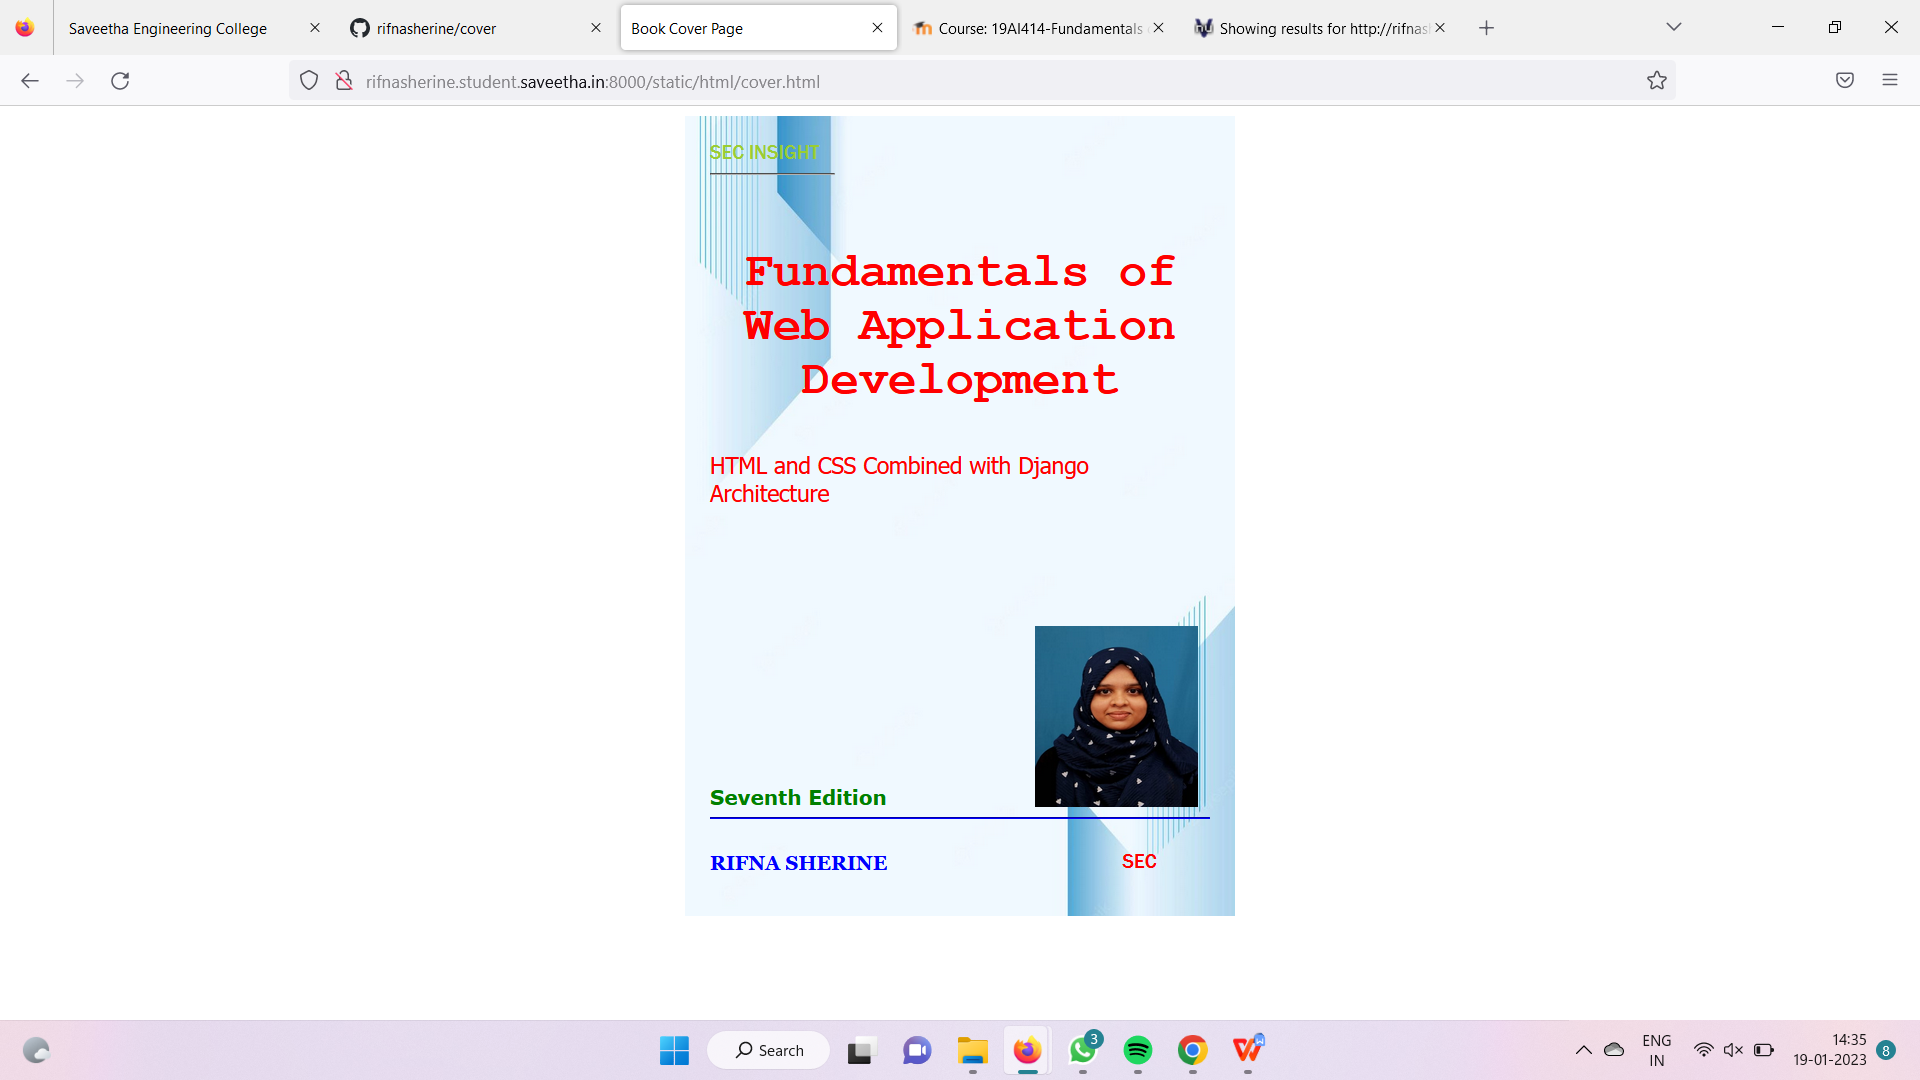 Saveetha Engineering College
rifnasherine/cover
Book Cover Page
Course: 19AI414-Fundamentals
Showing results for http://rifnas
rifnasherine.student.saveetha.in:8000/static/html/cover.html
SEC INSIGHT
Fundamentals of
Web Application
Development
HTML and CSS Combined with Django
Architecture
Seventh Edition
RIFNA SHERINE
SEC
Search
3
ENG
IN
14:35
19-01-2023
8